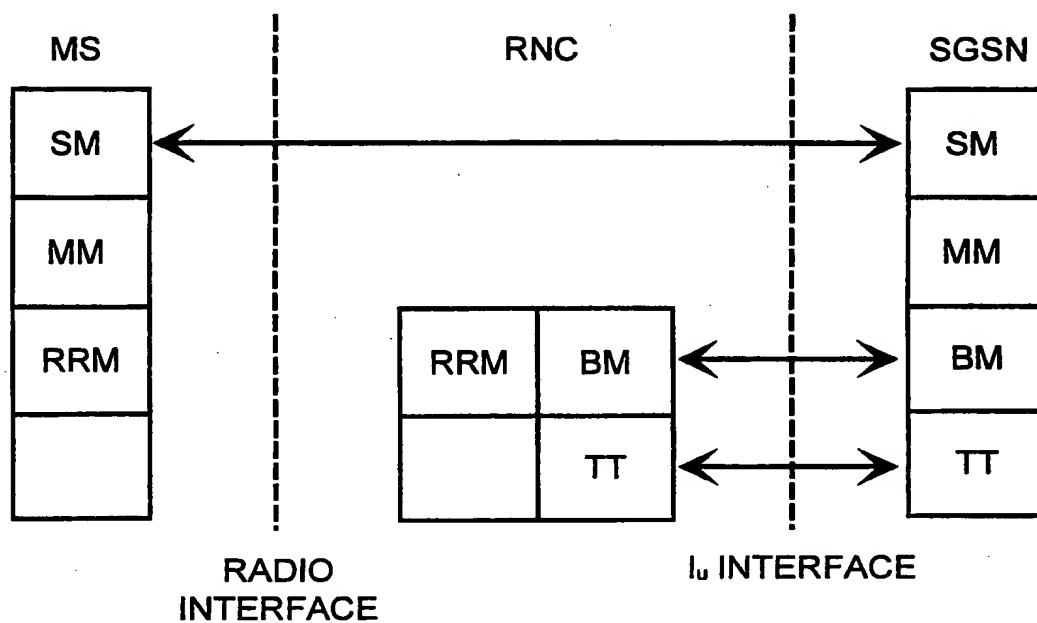 MS
RNC
SGSN
SM
SM
MM
MM
RRM
RRM
BM
BM
TT
TT
RADIO
INTERFACE
Iu INTERFACE